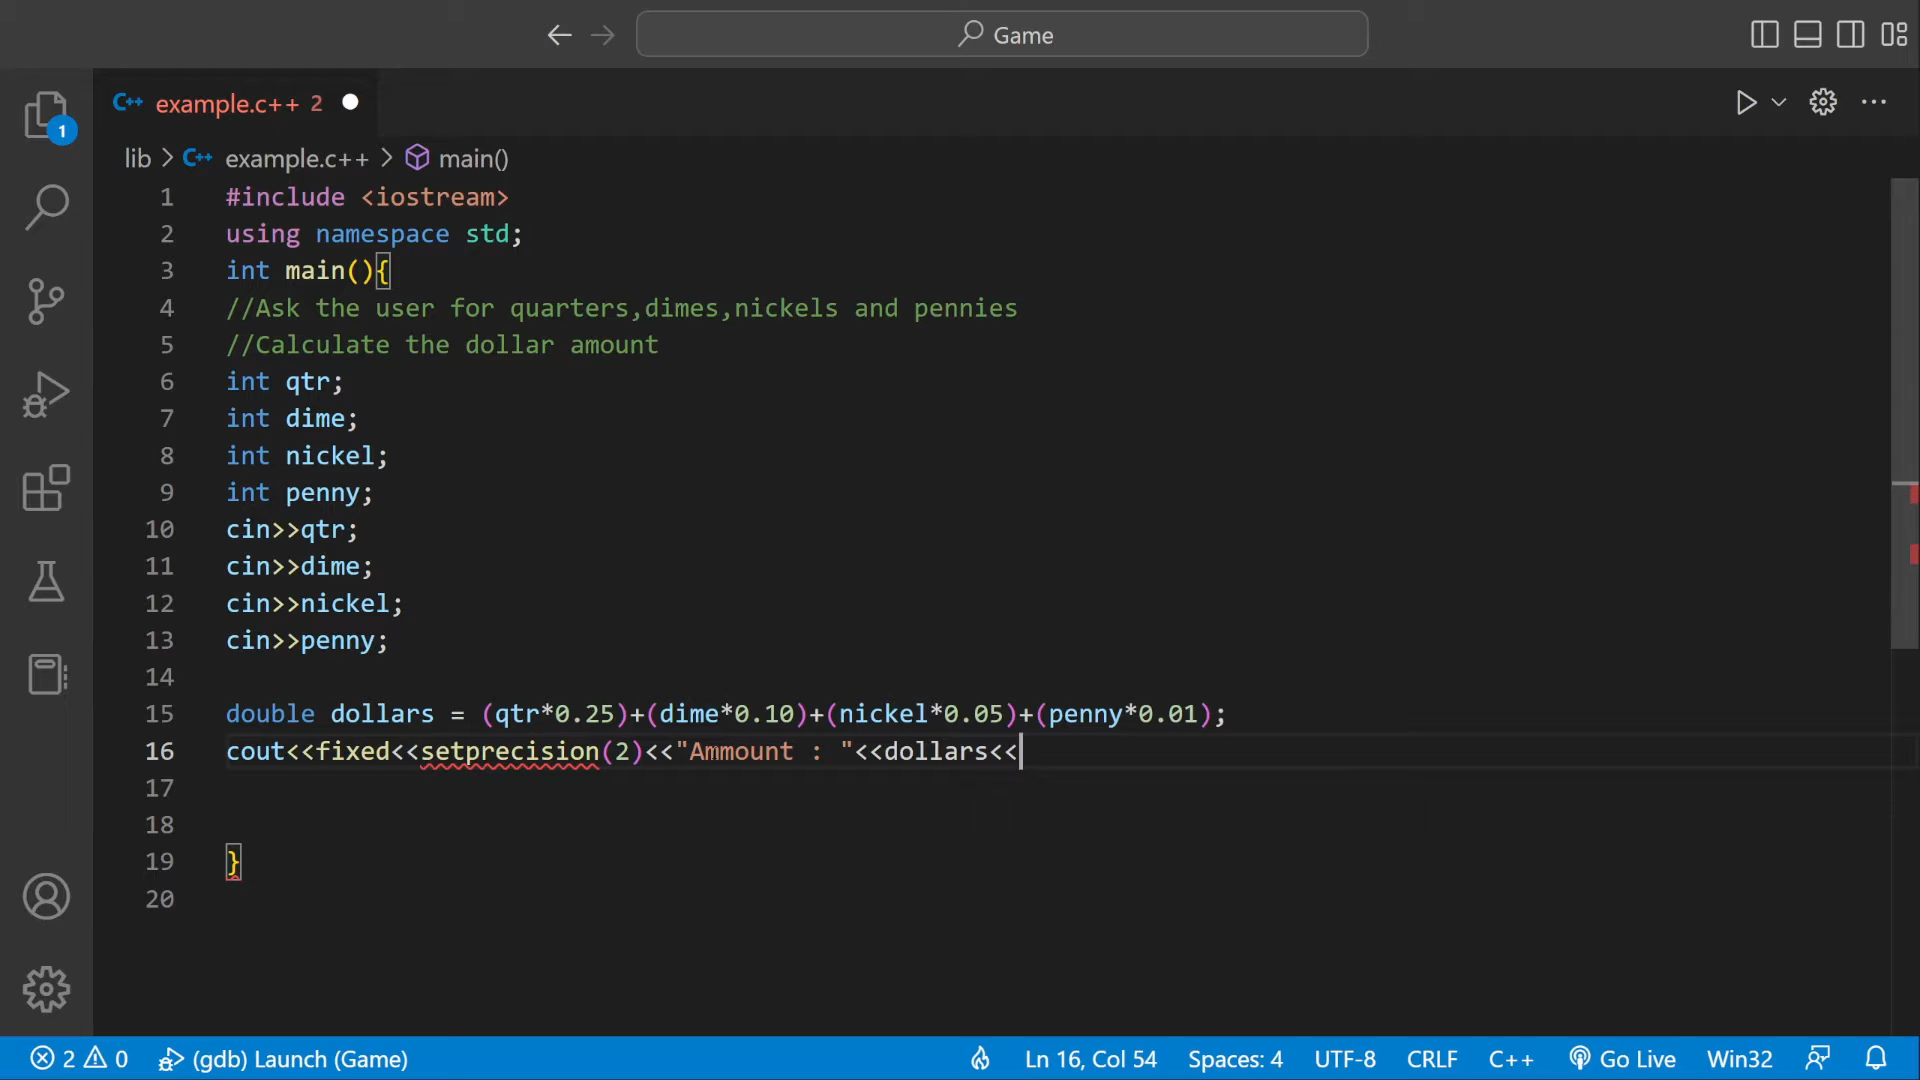 Game
C++ example.c++ 2
1
lib > C++ example.c++ > main()
1 #include <iostream>
2 using namespace std;
3 int main(){
4 //Ask the user for quarters,dimes,nickels and pennies
5 //Calculate the dollar amount
6 int qtr;
7 int dime;
8 int nickel;
9 int penny;
10 cin>>qtr;
11 cin>>dime;
12 cin>>nickel;
13 cin>>penny;
14
15 double dollars = (qtr*0.25)+(dime*0.10)+(nickel*0.05)+(penny*0.01);
16 cout<<fixed<<setprecision(2)<<"Ammount : "<<dollars<<
17
18
19 }
20
2 0 (gdb) Launch (Game) Ln 16, Col 54 Spaces: 4 UTF-8 CRLF C++ Go Live Win32